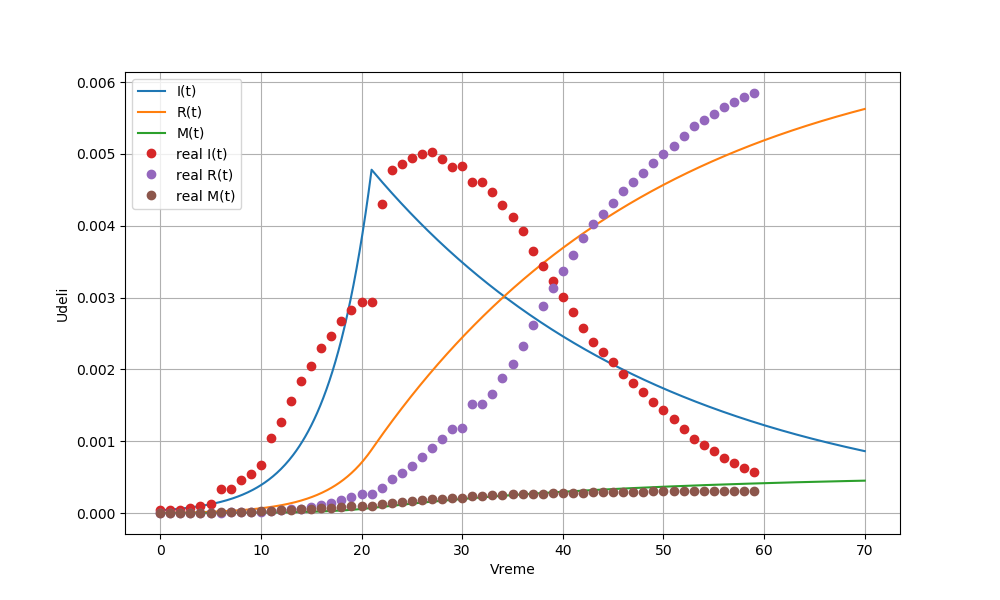 0.006
0.005
0.004
0.003
0.002
0.001
0.000
Udeli
I(t)
R(t)
M(t)
real I(t)
real R(t)
real M(t)
0 10 20 30 40 50 60 70
Vreme